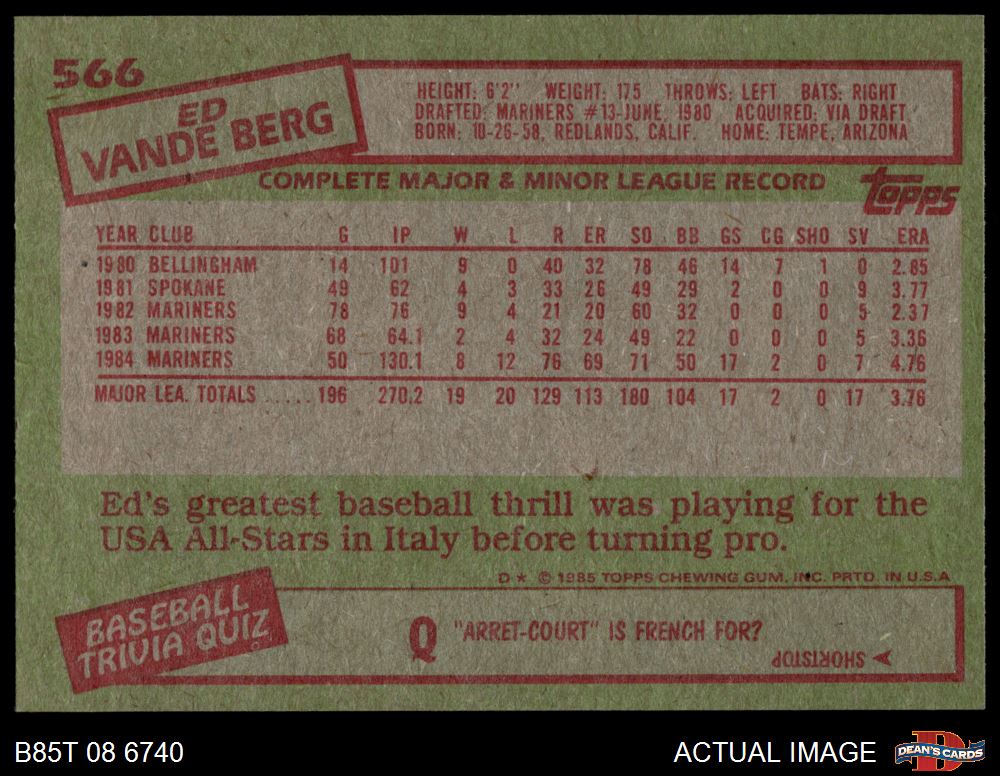 566
ED
VANDE BERG
HEIGHT: 6'2" WEIGHT: 175 THROWS: LEFT BATS: RIGHT
DRAFTED: MARINERS #13-JUNE, 1980 ACQUIRED: VIA DRAFT
BORN: 10-26-58, REDLANDS, CALIF. HOME: TEMPE, ARIZONA
COMPLETE MAJOR & MINOR LEAGUE RECORD
topps
YEAR CLUB G IP W L R ER SO BB GS CG SHO SV ERA
1980 BELLINGHAM 14 101 9 0 40 32 78 46 14 7 1 0 2.85
1981 SPOKANE 49 62 4 3 33 26 49 29 2 0 0 9 3.77
1982 MARINERS 78 76 9 4 21 20 60 32 0 0 0 5 2.37
1983 MARINERS 68 64.1 2 4 32 24 49 22 0 0 0 5 3.36
1984 MARINERS 50 130.1 8 12 76 69 71 50 17 2 0 7 4.76
MAJOR LEA. TOTALS ..... 196 270.2 19 20 129 113 180 104 17 2 0 17 3.76
Ed's greatest baseball thrill was playing for the
USA All-Stars in Italy before turning pro.
D* © 1985 TOPPS CHEWING GUM, INC. PRTD. IN U.S.A
BASEBALL
TRIVIA QUIZ
Q "ARRET-COURT" IS FRENCH FOR?
SHORTSTOP
B85T 08 6740
ACTUAL IMAGE
DEAN'S CARDS